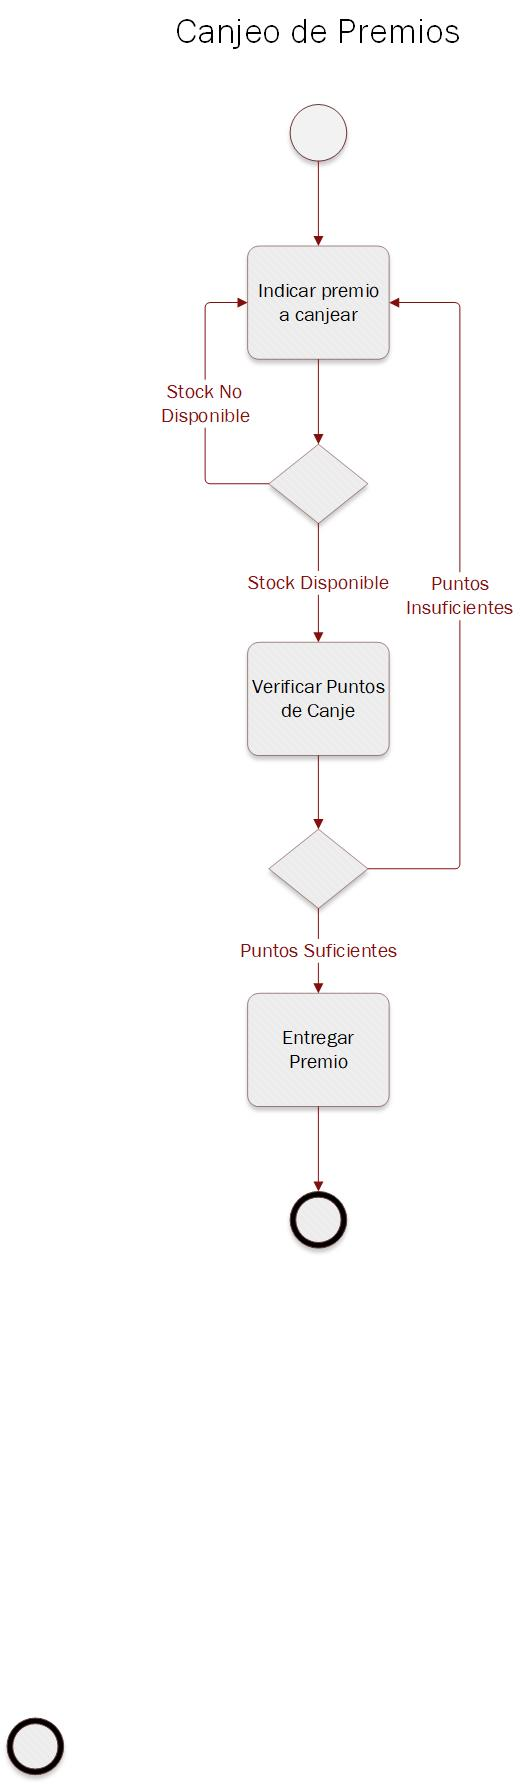 Canjeo de Premios
Indicar premio
a canjear
Stock No
Disponible
Stock Disponible
Puntos
Insuficientes
Verificar Puntos
de Canje
Puntos Suficientes
Entregar
Premio